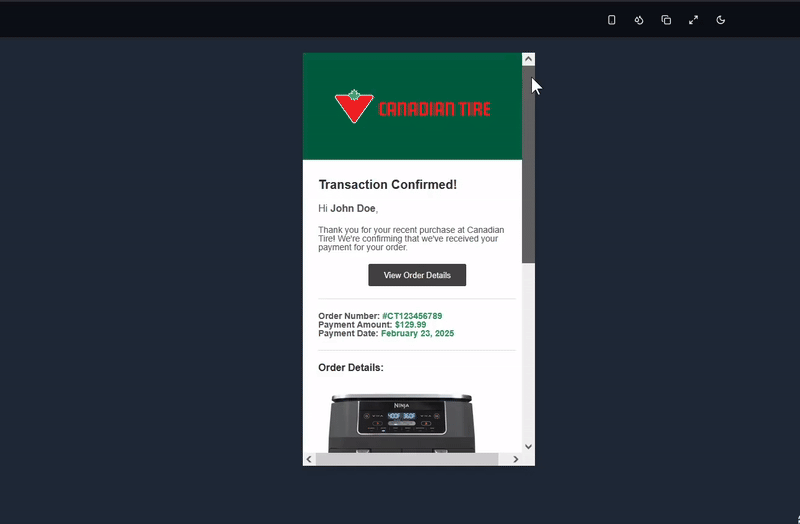 CANADIAN TIRE
Transaction Confirmed!
Hi John Doe,
Thank you for your recent purchase at Canadian
Tire! We're confirming that we've received your
payment for your order.
View Order Details
Order Number: #CT123456789
Payment Amount: $129.99
Payment Date: February 23, 2025
Order Details:
NINJA
400F 360F